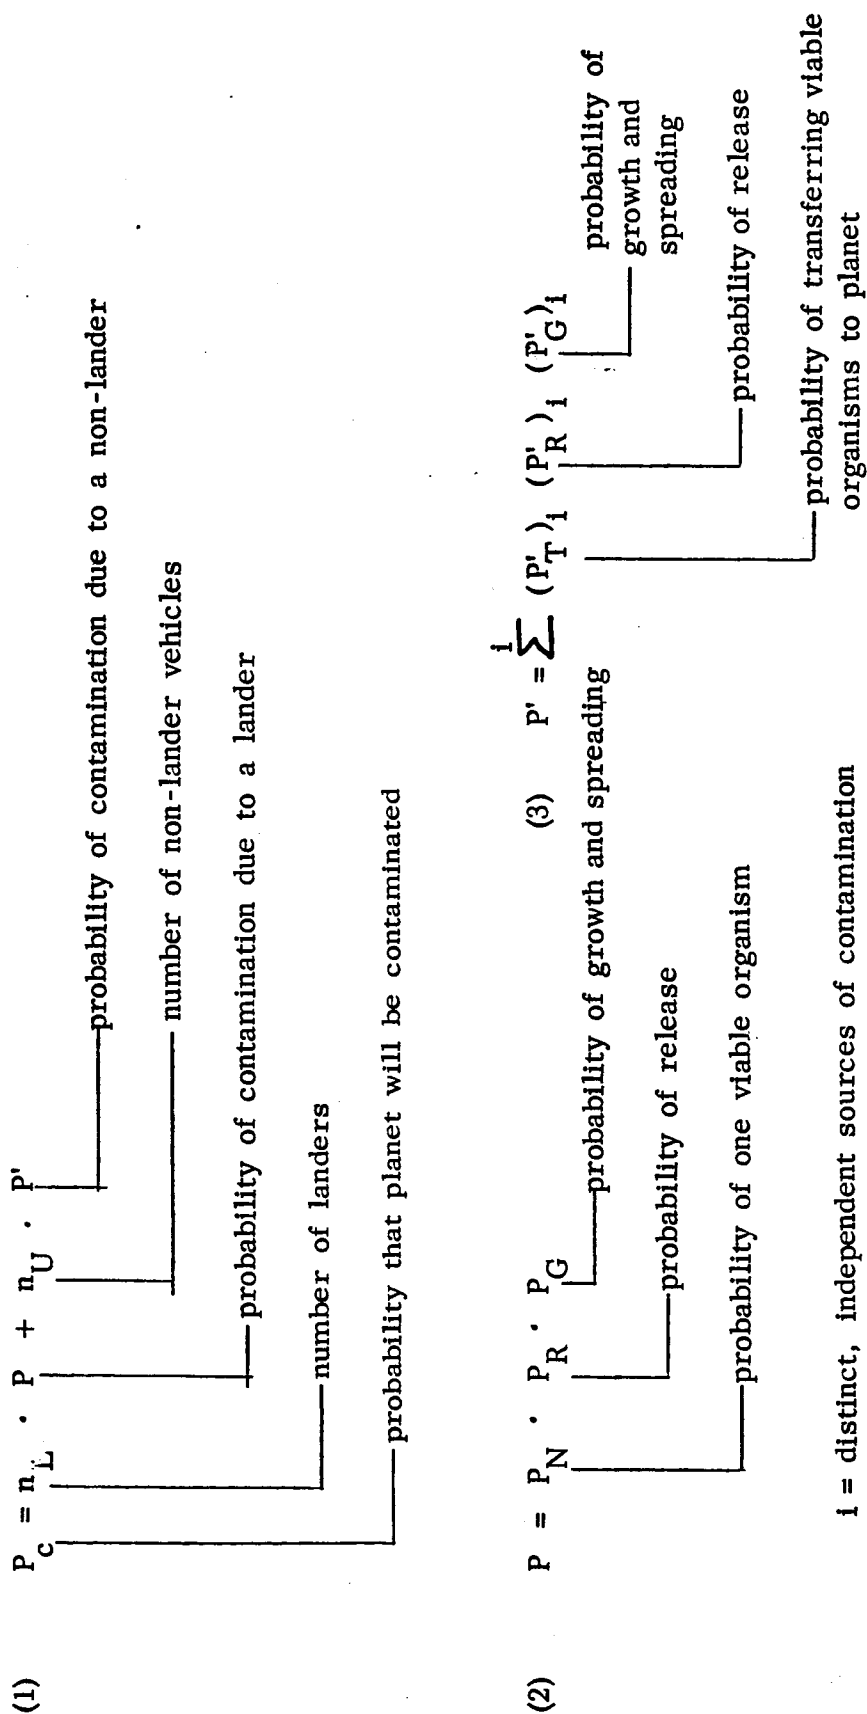 (1) P_c = n_L · P + n_U · P'
probability of contamination due to a non-lander
number of non-lander vehicles
probability of contamination due to a lander
number of landers
probability that planet will be contaminated
(2) P = P_N · P_R · P_G
probability of growth and spreading
probability of release
probability of one viable organism
(3) P' = ∑^i (P'_T)_i (P'_R)_i (P'_G)_i
probability of
growth and
spreading
probability of release
probability of transferring viable
organisms to planet
i = distinct, independent sources of contamination